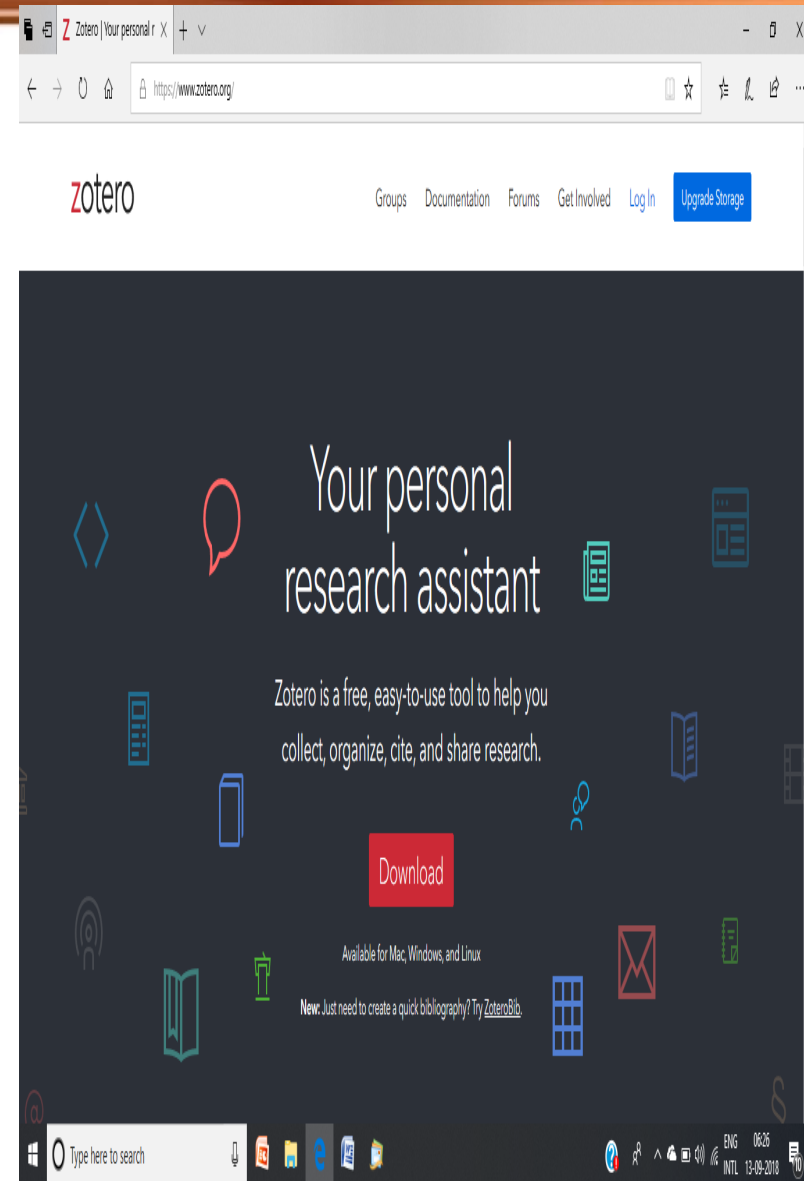 Z Zotero | Your personal r
https://www.zotero.org/
zotero
Groups Documentation Forums Get Involved Log In Upgrade Storage
Your personal
research assistant
Zotero is a free, easy-to-use tool to help you
collect, organize, cite, and share research.
Download
Available for Mac, Windows, and Linux
New: Just need to create a quick bibliography? Try ZoteroBib.
Type here to search
ENG 06:26
INTL 13-09-2018
10